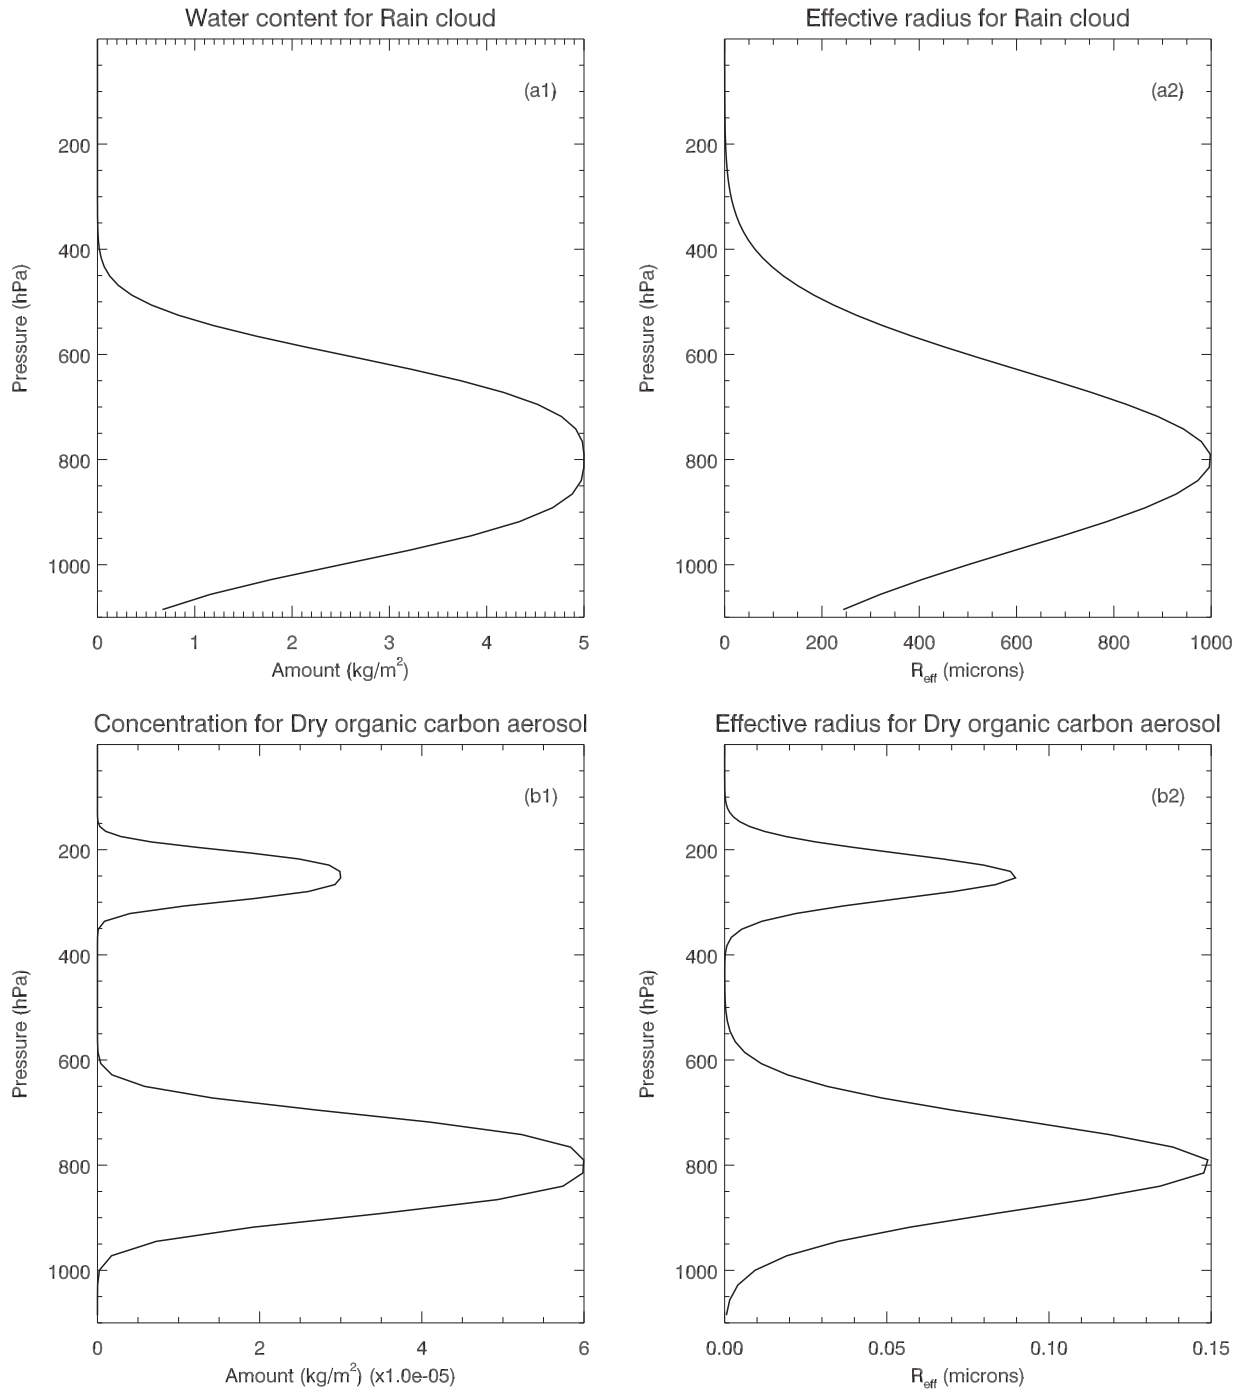 Water content for Rain cloud
(a1)
200
400
600
800
1000
Pressure (hPa)
0 1 2 3 4 5
Amount (kg/m²)
Effective radius for Rain cloud
(a2)
200
400
600
800
1000
Pressure (hPa)
0 200 400 600 800 1000
Reff (microns)
Concentration for Dry organic carbon aerosol
(b1)
200
400
600
800
1000
Pressure (hPa)
0 2 4 6
Amount (kg/m²) (x1.0e-05)
Effective radius for Dry organic carbon aerosol
(b2)
200
400
600
800
1000
Pressure (hPa)
0.00 0.05 0.10 0.15
Reff (microns)